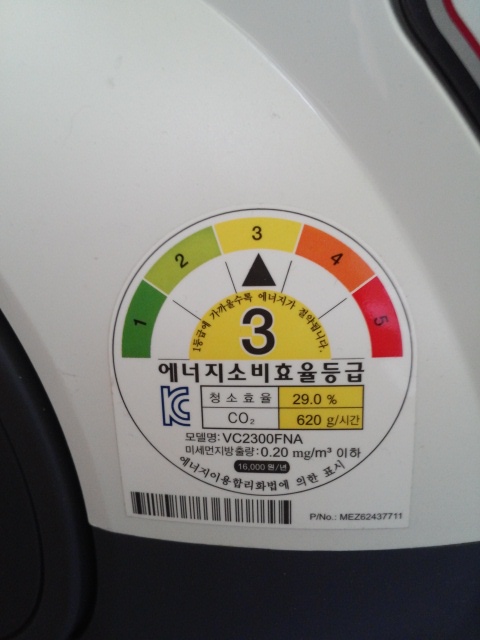 1 2 3 4 5
1등급에 가까울수록 에너지가 절약됩니다.
3
에너지소비효율등급
청소효율 29.0 %
CO₂ 620 g/시간
모델명: VC2300FNA
미세먼지방출량: 0.20 mg/m³ 이하
16,000 원/년
에너지이용합리화법에 의한 표시
P/No.: MEZ62437711